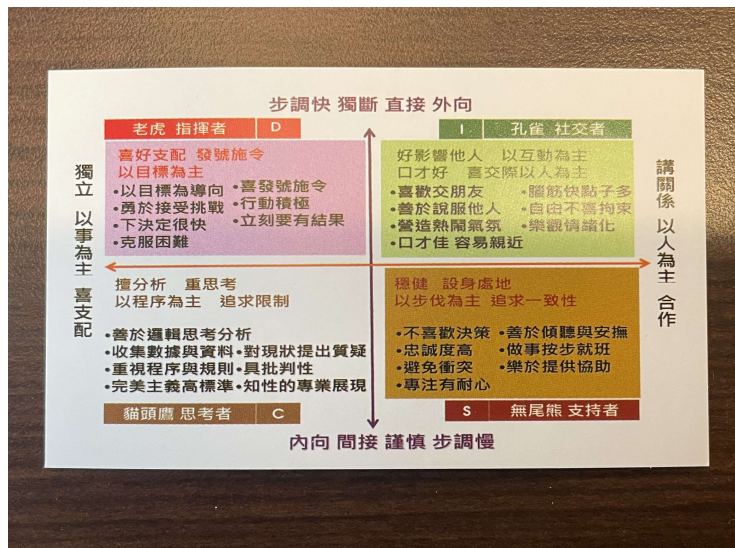 步調快 獨斷 直接 外向
老虎 指揮者 D
喜好支配 發號施令
以目標為主
•以目標為導向 •喜發號施令
•勇於接受挑戰 •行動積極
•下決定很快 •立刻要有結果
•克服困難
I 孔雀 社交者
好影響他人 以互動為主
口才好 喜交際以人為主
•喜歡交朋友 •腦筋快點子多
•善於說服他人 •自由不喜拘束
•營造熱鬧氣氛 •樂觀情緒化
•口才佳 容易親近
獨立 以事為主 喜支配
講關係 以人為主 合作
擅分析 重思考
以程序為主 追求限制
•善於邏輯思考分析
•收集數據與資料 •對現狀提出質疑
•重視程序與規則 •具批判性
•完美主義高標準 •知性的專業展現
貓頭鷹 思考者 C
穩健 設身處地
以步伐為主 追求一致性
•不喜歡決策 •善於傾聽與安撫
•忠誠度高 •做事按步就班
•避免衝突 •樂於提供協助
•專注有耐心
S 無尾熊 支持者
內向 間接 謹慎 步調慢